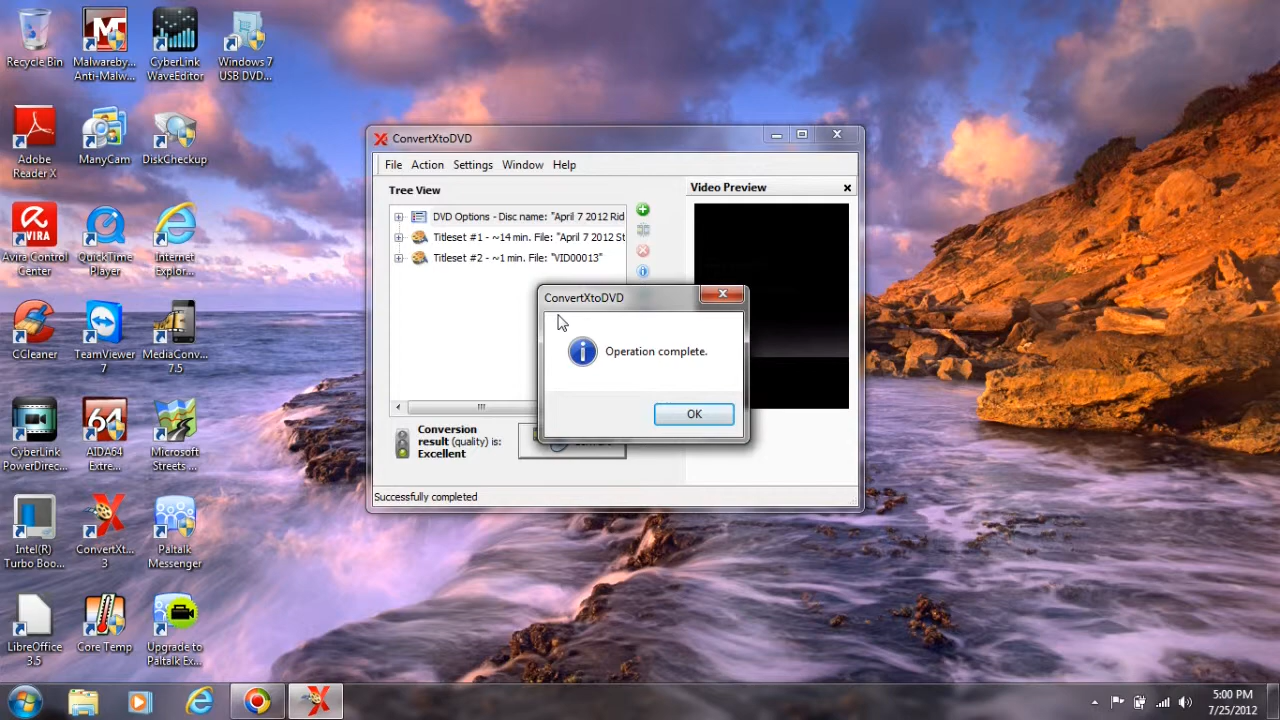 Recycle Bin
Malwareby...
Anti-Malw...
CyberLink
WaveEditor
Windows 7
USB DVD...
Adobe
Reader X
ManyCam
DiskCheckup
AVIRA
Avira Control
Center
QuickTime
Player
Internet
Explor...
CCleaner
TeamViewer
7
MediaConv...
7.5
CyberLink
PowerDirec...
64
AIDA64
Extre...
Microsoft
Streets ...
Intel(R)
Turbo Boo...
ConvertXt...
3
Paltalk
Messenger
LibreOffice
3.5
Core Temp
Upgrade to
Paltalk Ex...
ConvertXtoDVD
File Action Settings Window Help
Tree View
Video Preview
DVD Options - Disc name: "April 7 2012 Rid
Titleset #1 - ~14 min. File: "April 7 2012 St
Titleset #2 - ~1 min. File: "VID00013"
ConvertXtoDVD
Operation complete.
OK
Conversion
result (quality) is:
Excellent
Successfully completed
5:00 PM
7/25/2012